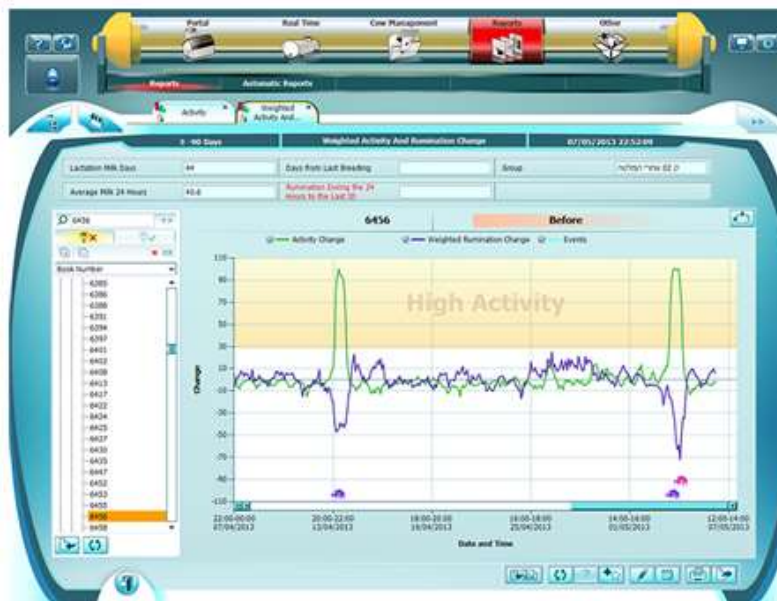 Portal Real Time Cow Management Reports Other
Reports Automatic Reports
Activity Weighted
Activity And...
Weighted Activity And Rumination Change 07/05/2013 22:52:09
Lactation Milk Days 44 Days from Last Breeding Group
Average Milk 24 Hours 40.6 Rumination During the 24
Hours to the Last ID
6456
6456 Before
Activity Change Weighted Rumination Change Events
Book Number
6385
6386
6388
6391
6394
6397
6401
6402
6408
6413
6417
6422
6424
6425
6427
6430
6435
6447
6452
6453
6455
6456
6458
High Activity
Change
110
90
70
50
30
10
-10
-30
-50
-70
-90
-110
22:00-00:00 20:00-22:00 18:00-20:00 16:00-18:00 14:00-16:00 12:00-14:00
07/04/2013 13/04/2013 19/04/2013 25/04/2013 01/05/2013 07/05/2013
Date and Time